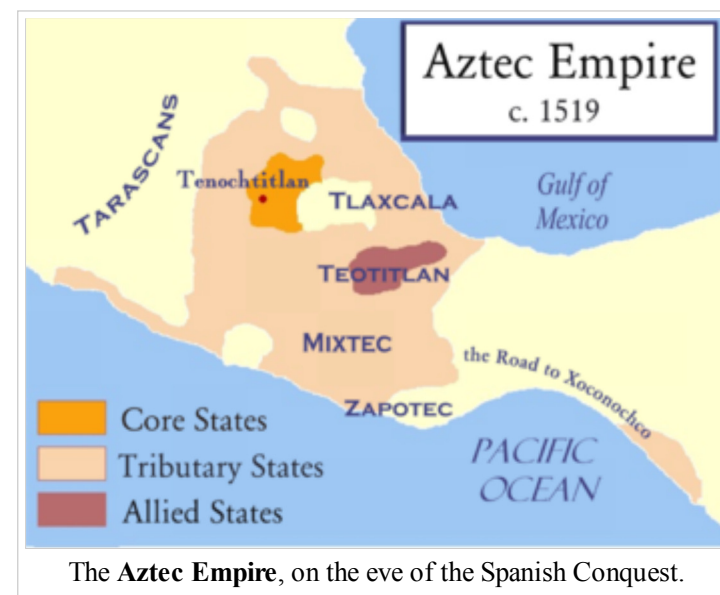 Aztec Empire
c. 1519
TARASCANS
Tenochtitlan
TLAXCALA
Gulf of
Mexico
TEOTITLAN
MIXTEC
the Road to Xoconochco
ZAPOTEC
PACIFIC
OCEAN
Core States
Tributary States
Allied States
The Aztec Empire, on the eve of the Spanish Conquest.